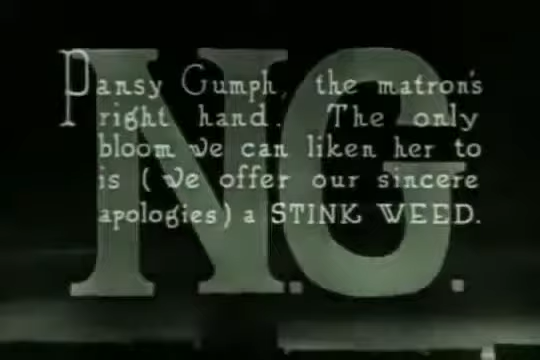 Pansy Gumph, the matron's
right hand. The only
bloom we can liken her to
is (we offer our sincere
apologies) a STINK WEED.
N.G.